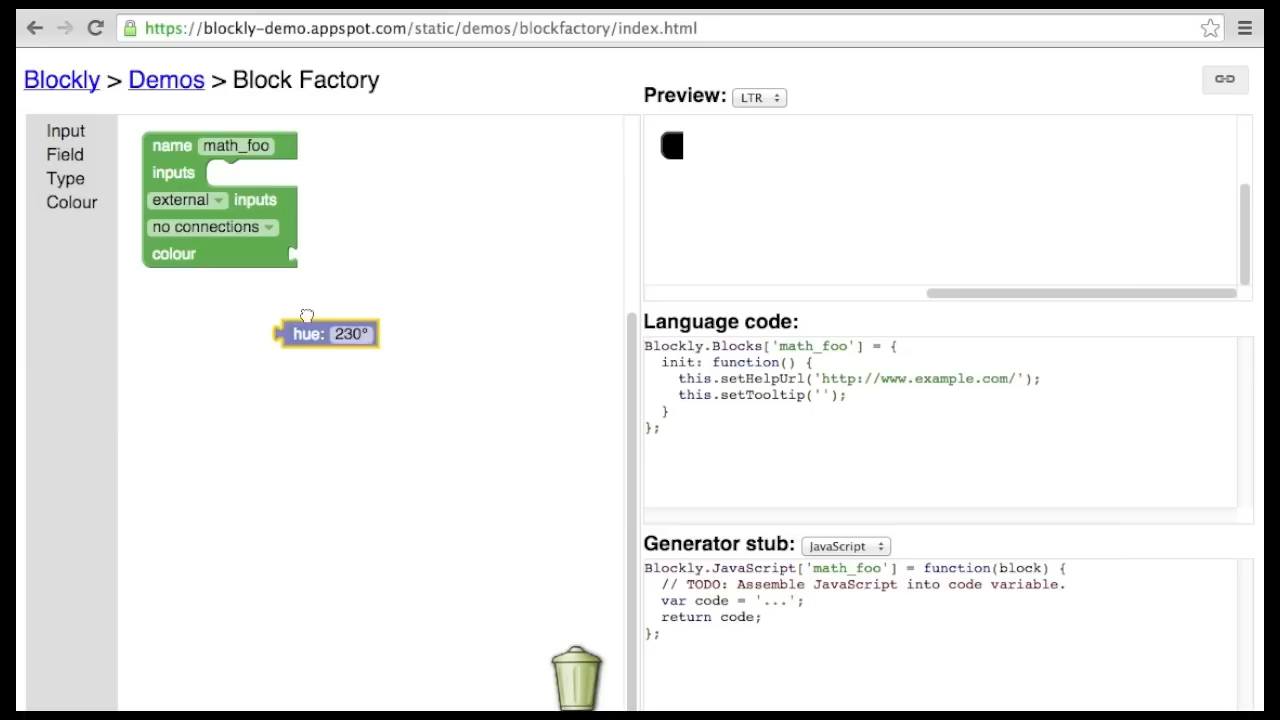 https://blockly-demo.appspot.com/static/demos/blockfactory/index.html
Blockly > Demos > Block Factory
Input
Field
Type
Colour
name math_foo
inputs
external inputs
no connections
colour
hue: 230°
Preview: LTR
Language code:
Blockly.Blocks['math_foo'] = {
  init: function() {
    this.setHelpUrl('http://www.example.com/');
    this.setTooltip('');
  }
};
Generator stub: JavaScript
Blockly.JavaScript['math_foo'] = function(block) {
  // TODO: Assemble JavaScript into code variable.
  var code = '...';
  return code;
};